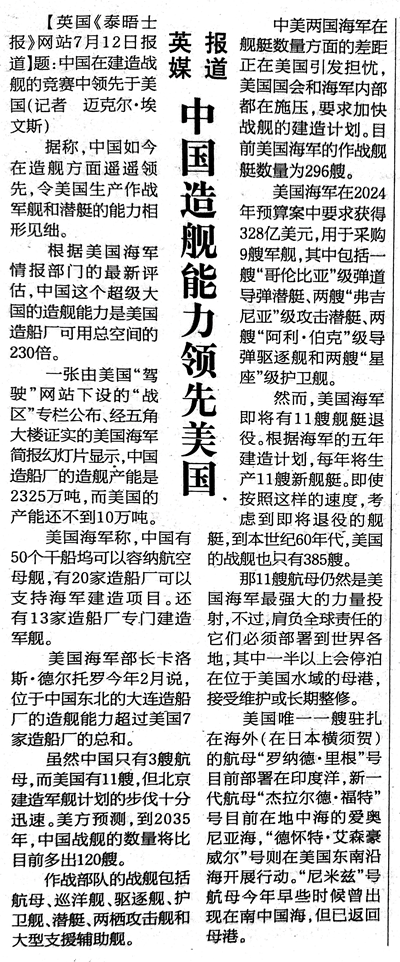 英媒报道
中国造舰能力领先美国
【英国《泰晤士
报》网站7月12日报
道】题：中国在建造战
舰的竞赛中领先于美
国（记者 迈克尔·埃
文斯）
据称，中国如今
在造舰方面遥遥领
先，令美国生产作战
军舰和潜艇的能力相
形见绌。
根据美国海军
情报部门的最新评
估，中国这个超级大
国的造舰能力是美国
造船厂可用总空间的
230倍。
一张由美国“驾
驶”网站下设的“战
区”专栏公布、经五角
大楼证实的美国海军
简报幻灯片显示，中国
造船厂的造舰产能是
2325万吨，而美国的
产能还不到10万吨。
美国海军称，中国有
50个干船坞可以容纳航空
母舰，有20家造船厂可以
支持海军建造项目。还
有13家造船厂专门建造
军舰。
美国海军部长卡洛
斯·德尔托罗今年2月说，
位于中国东北的大连造船
厂的造舰能力超过美国7
家造船厂的总和。
虽然中国只有3艘航
母，而美国有11艘，但北京
建造军舰计划的步伐十分
迅速。美方预测，到2035
年，中国战舰的数量将比
目前多出120艘。
作战部队的战舰包括
航母、巡洋舰、驱逐舰、护
卫舰、潜艇、两栖攻击舰和
大型支援辅助舰。
中美两国海军在
舰艇数量方面的差距
正在美国引发担忧，
美国国会和海军内部
都在施压，要求加快
战舰的建造计划。目
前美国海军的作战舰
艇数量为296艘。
美国海军在2024
年预算案中要求获得
328亿美元，用于采购
9艘军舰，其中包括一
艘“哥伦比亚”级弹道
导弹潜艇、两艘“弗吉
尼亚”级攻击潜艇、两
艘“阿利·伯克”级导
弹驱逐舰和两艘“星
座”级护卫舰。
然而，美国海军
即将有11艘舰艇退
役。根据海军的五年
建造计划，每年将生
产11艘新舰艇。即使
按照这样的速度，考
虑到即将退役的舰
艇，到本世纪60年代，美国
的战舰也只有385艘。
那11艘航母仍然是美
国海军最强大的力量投
射，不过，肩负全球责任的
它们必须部署到世界各
地，其中一半以上会停泊
在位于美国水域的母港，
接受维护或长期整修。
美国唯一一艘驻扎
在海外（在日本横须贺）
的航母“罗纳德·里根”号
目前部署在印度洋，新一
代航母“杰拉尔德·福特”
号目前在地中海的爱奥
尼亚海，“德怀特·艾森豪
威尔”号则在美国东南沿
海开展行动。“尼米兹”号
航母今年早些时候曾出
现在南中国海，但已返回
母港。